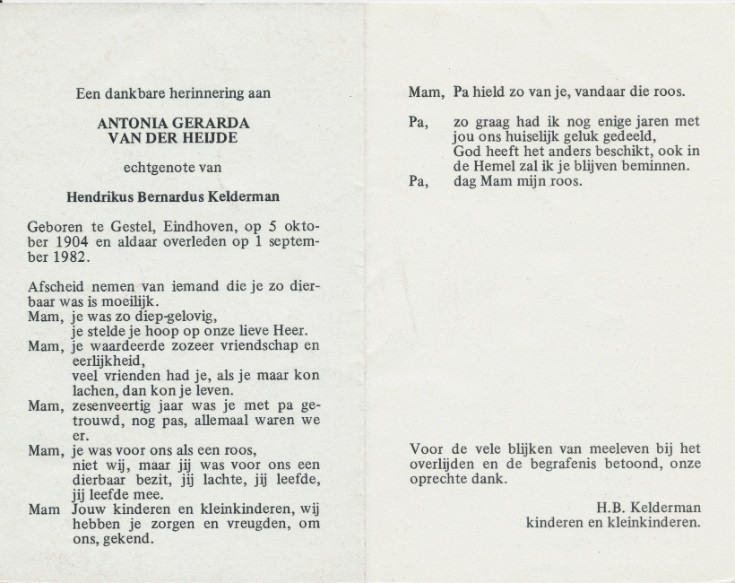 Een dankbare herinnering aan
ANTONIA GERARDA
VAN DER HEIJDE
echtgenote van
Hendrikus Bernardus Kelderman
Geboren te Gestel, Eindhoven, op 5 okto-
ber 1904 en aldaar overleden op 1 septem-
ber 1982.
Afscheid nemen van iemand die je zo dier-
baar was is moeilijk.
Mam, je was zo diep-gelovig,
je stelde je hoop op onze lieve Heer.
Mam, je waardeerde zozeer vriendschap en
eerlijkheid,
veel vrienden had je, als je maar kon
lachen, dan kon je leven.
Mam, zesenveertig jaar was je met pa ge-
trouwd, nog pas, allemaal waren we
er.
Mam, je was voor ons als een roos,
niet wij, maar jij was voor ons een
dierbaar bezit, jij lachte, jij leefde,
jij leefde mee.
Mam Jouw kinderen en kleinkinderen, wij
hebben je zorgen en vreugden, om
ons, gekend.
Mam, Pa hield zo van je, vandaar die roos.
Pa, zo graag had ik nog enige jaren met
jou ons huiselijk geluk gedeeld,
God heeft het anders beschikt, ook in
de Hemel zal ik je blijven beminnen.
Pa, dag Mam mijn roos.
Voor de vele blijken van meeleven bij het
overlijden en de begrafenis betoond, onze
oprechte dank.
H.B. Kelderman
kinderen en kleinkinderen.